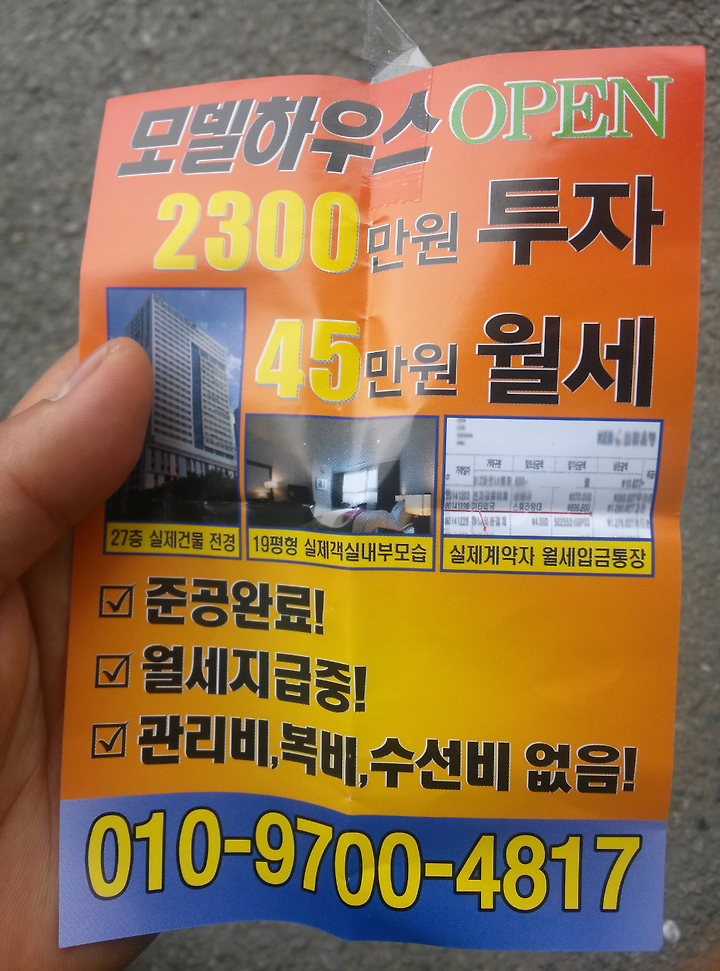 모델하우스 OPEN
2300만원 투자
45만원 월세
27층 실제건물 전경
19평형 실제객실내부모습
실제계약자 월세입금통장
☑ 준공완료!
☑ 월세지급중!
☑ 관리비,복비,수선비 없음!
010-9700-4817